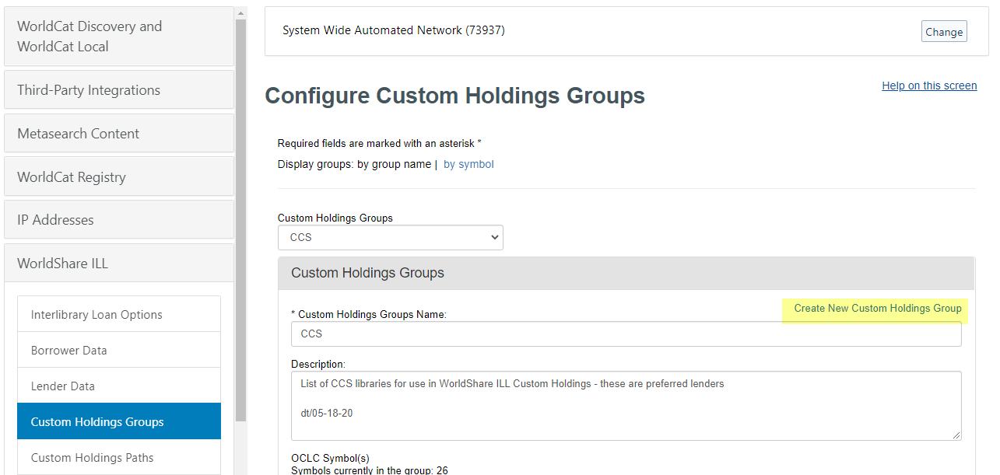 WorldCat Discovery and
WorldCat Local
Third-Party Integrations
Metasearch Content
WorldCat Registry
IP Addresses
WorldShare ILL
Interlibrary Loan Options
Borrower Data
Lender Data
Custom Holdings Groups
Custom Holdings Paths
System Wide Automated Network (73937)
Change
Configure Custom Holdings Groups
Help on this screen
Required fields are marked with an asterisk *
Display groups: by group name | by symbol
Custom Holdings Groups
CCS
Custom Holdings Groups
Create New Custom Holdings Group
* Custom Holdings Groups Name:
CCS
Description:
List of CCS libraries for use in WorldShare ILL Custom Holdings - these are preferred lenders
dt/05-18-20
OCLC Symbol(s)
Symbols currently in the group: 26